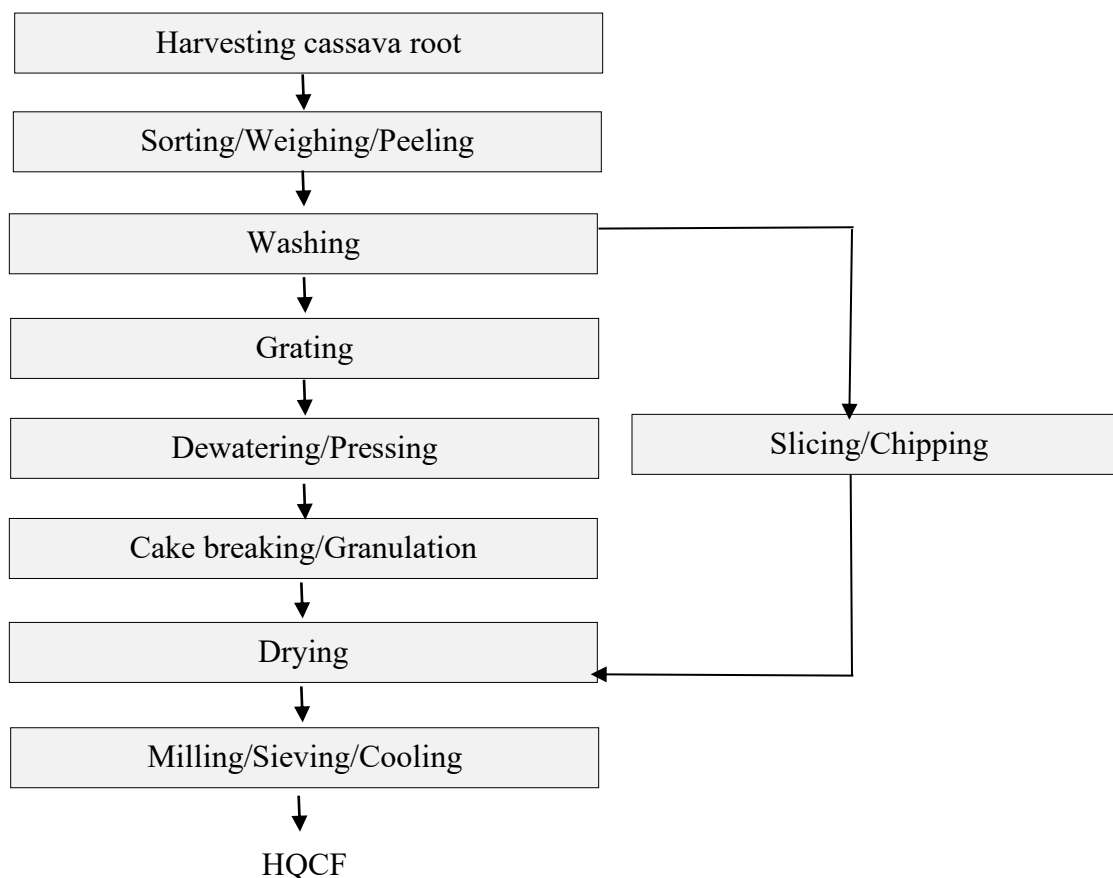 Harvesting cassava root
Sorting/Weighing/Peeling
Washing
Grating
Dewatering/Pressing
Slicing/Chipping
Cake breaking/Granulation
Drying
Milling/Sieving/Cooling
HQCF